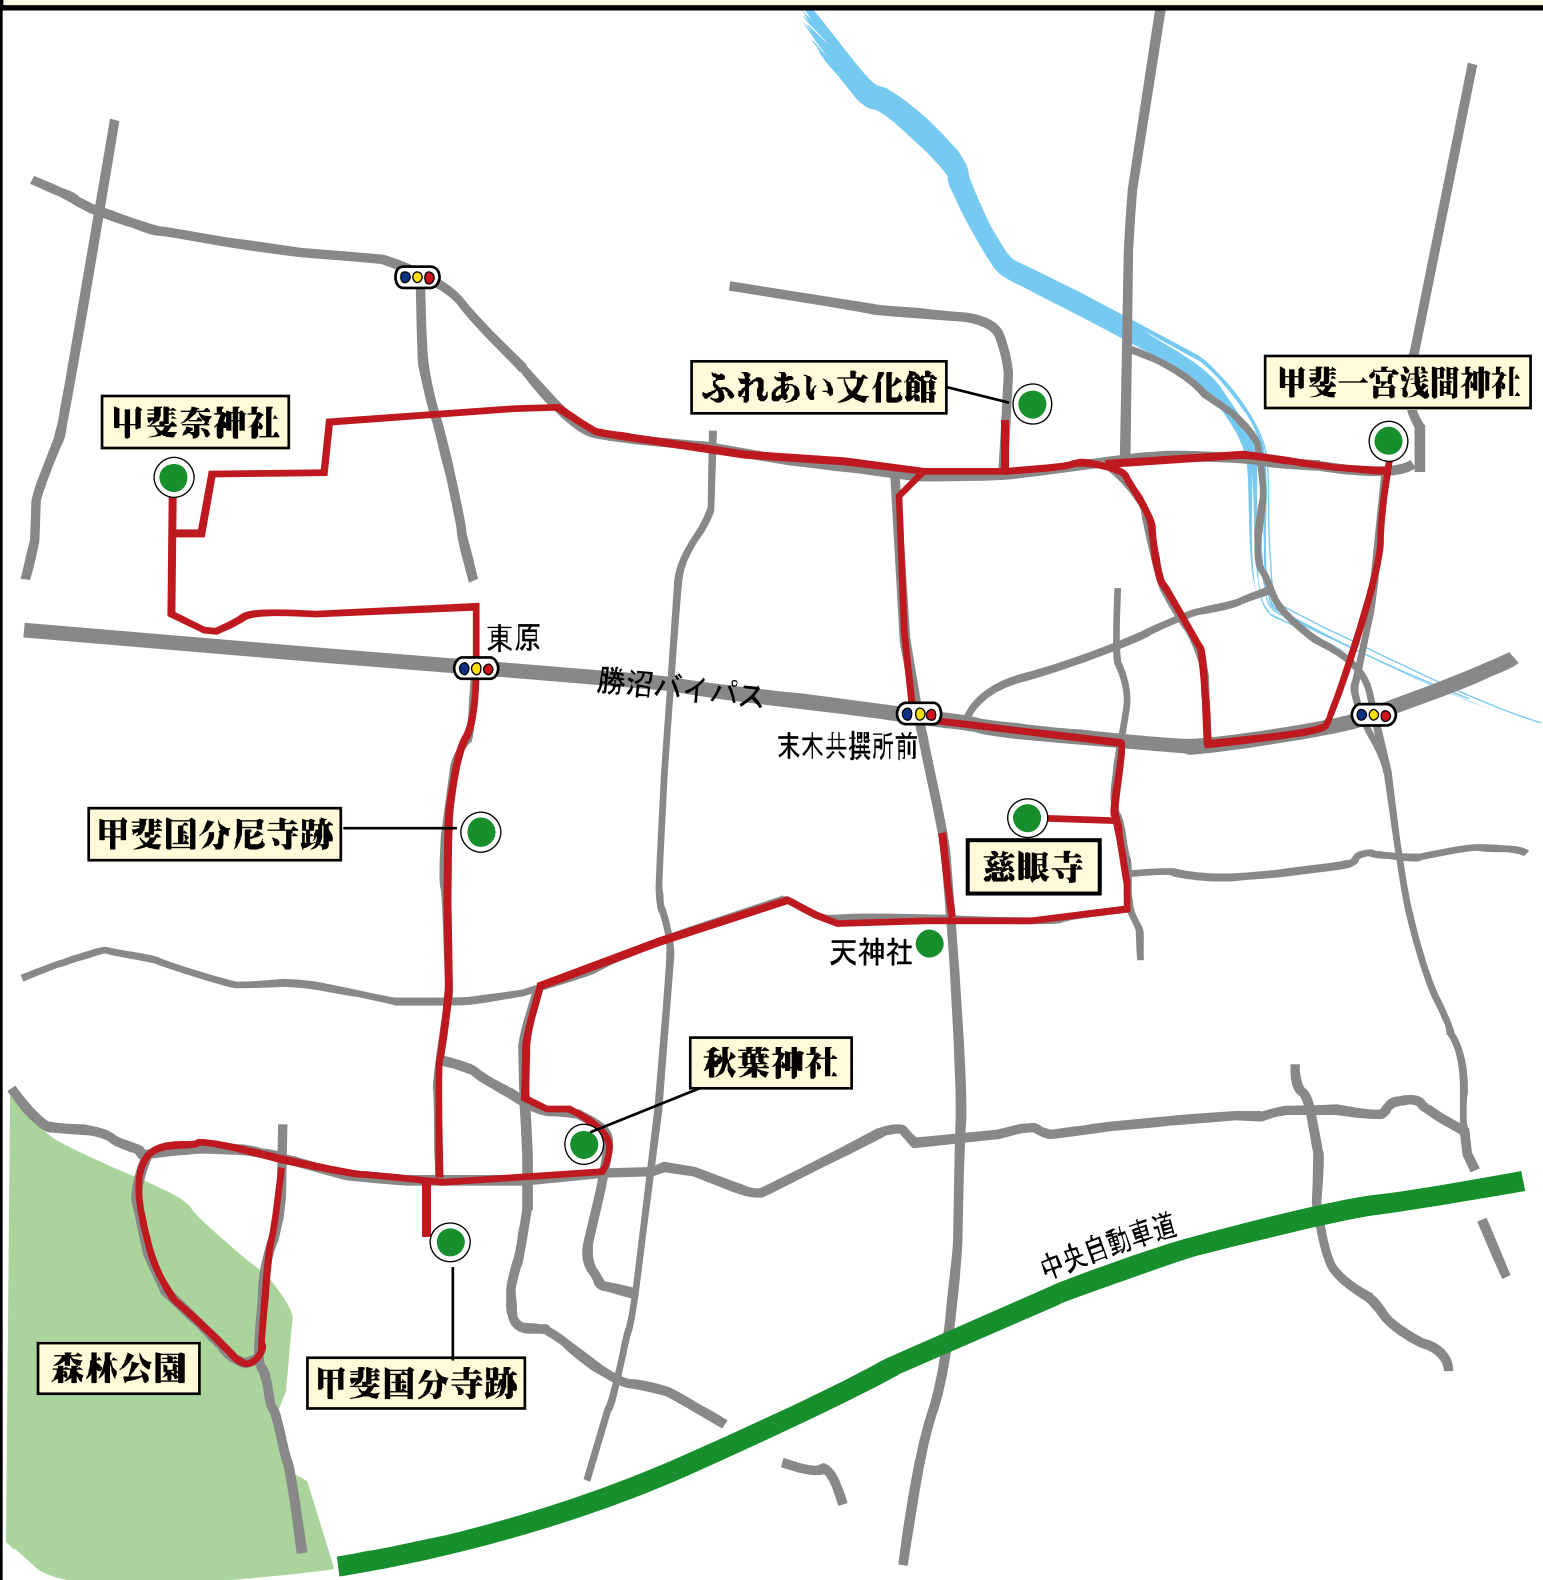 ふれあい文化館
甲斐一宮浅間神社
甲斐奈神社
東原
勝沼バイパス
末木共撰所前
甲斐国分尼寺跡
慈眼寺
天神社
秋葉神社
中央自動車道
森林公園
甲斐国分寺跡